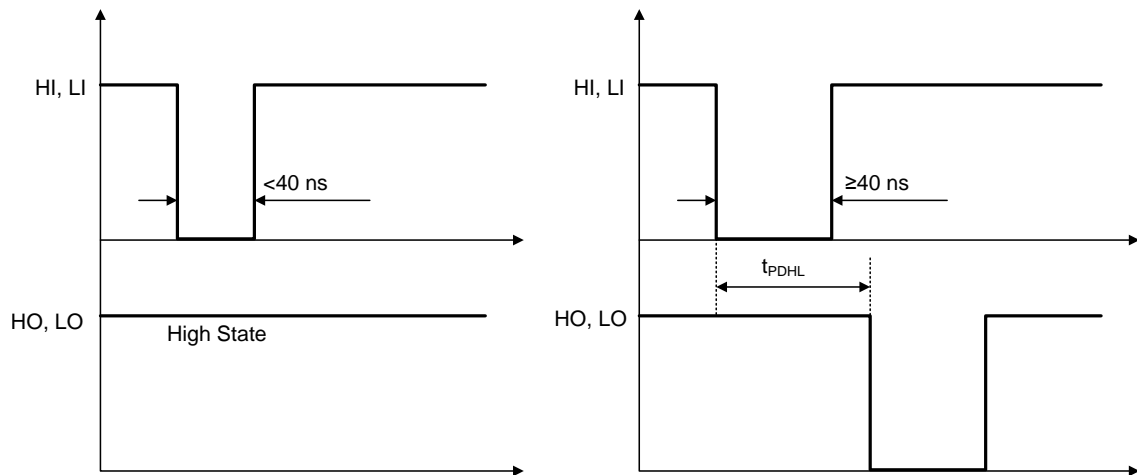 HI, LI
<40 ns
HO, LO
High State
HI, LI
≥40 ns
tPDHL
HO, LO